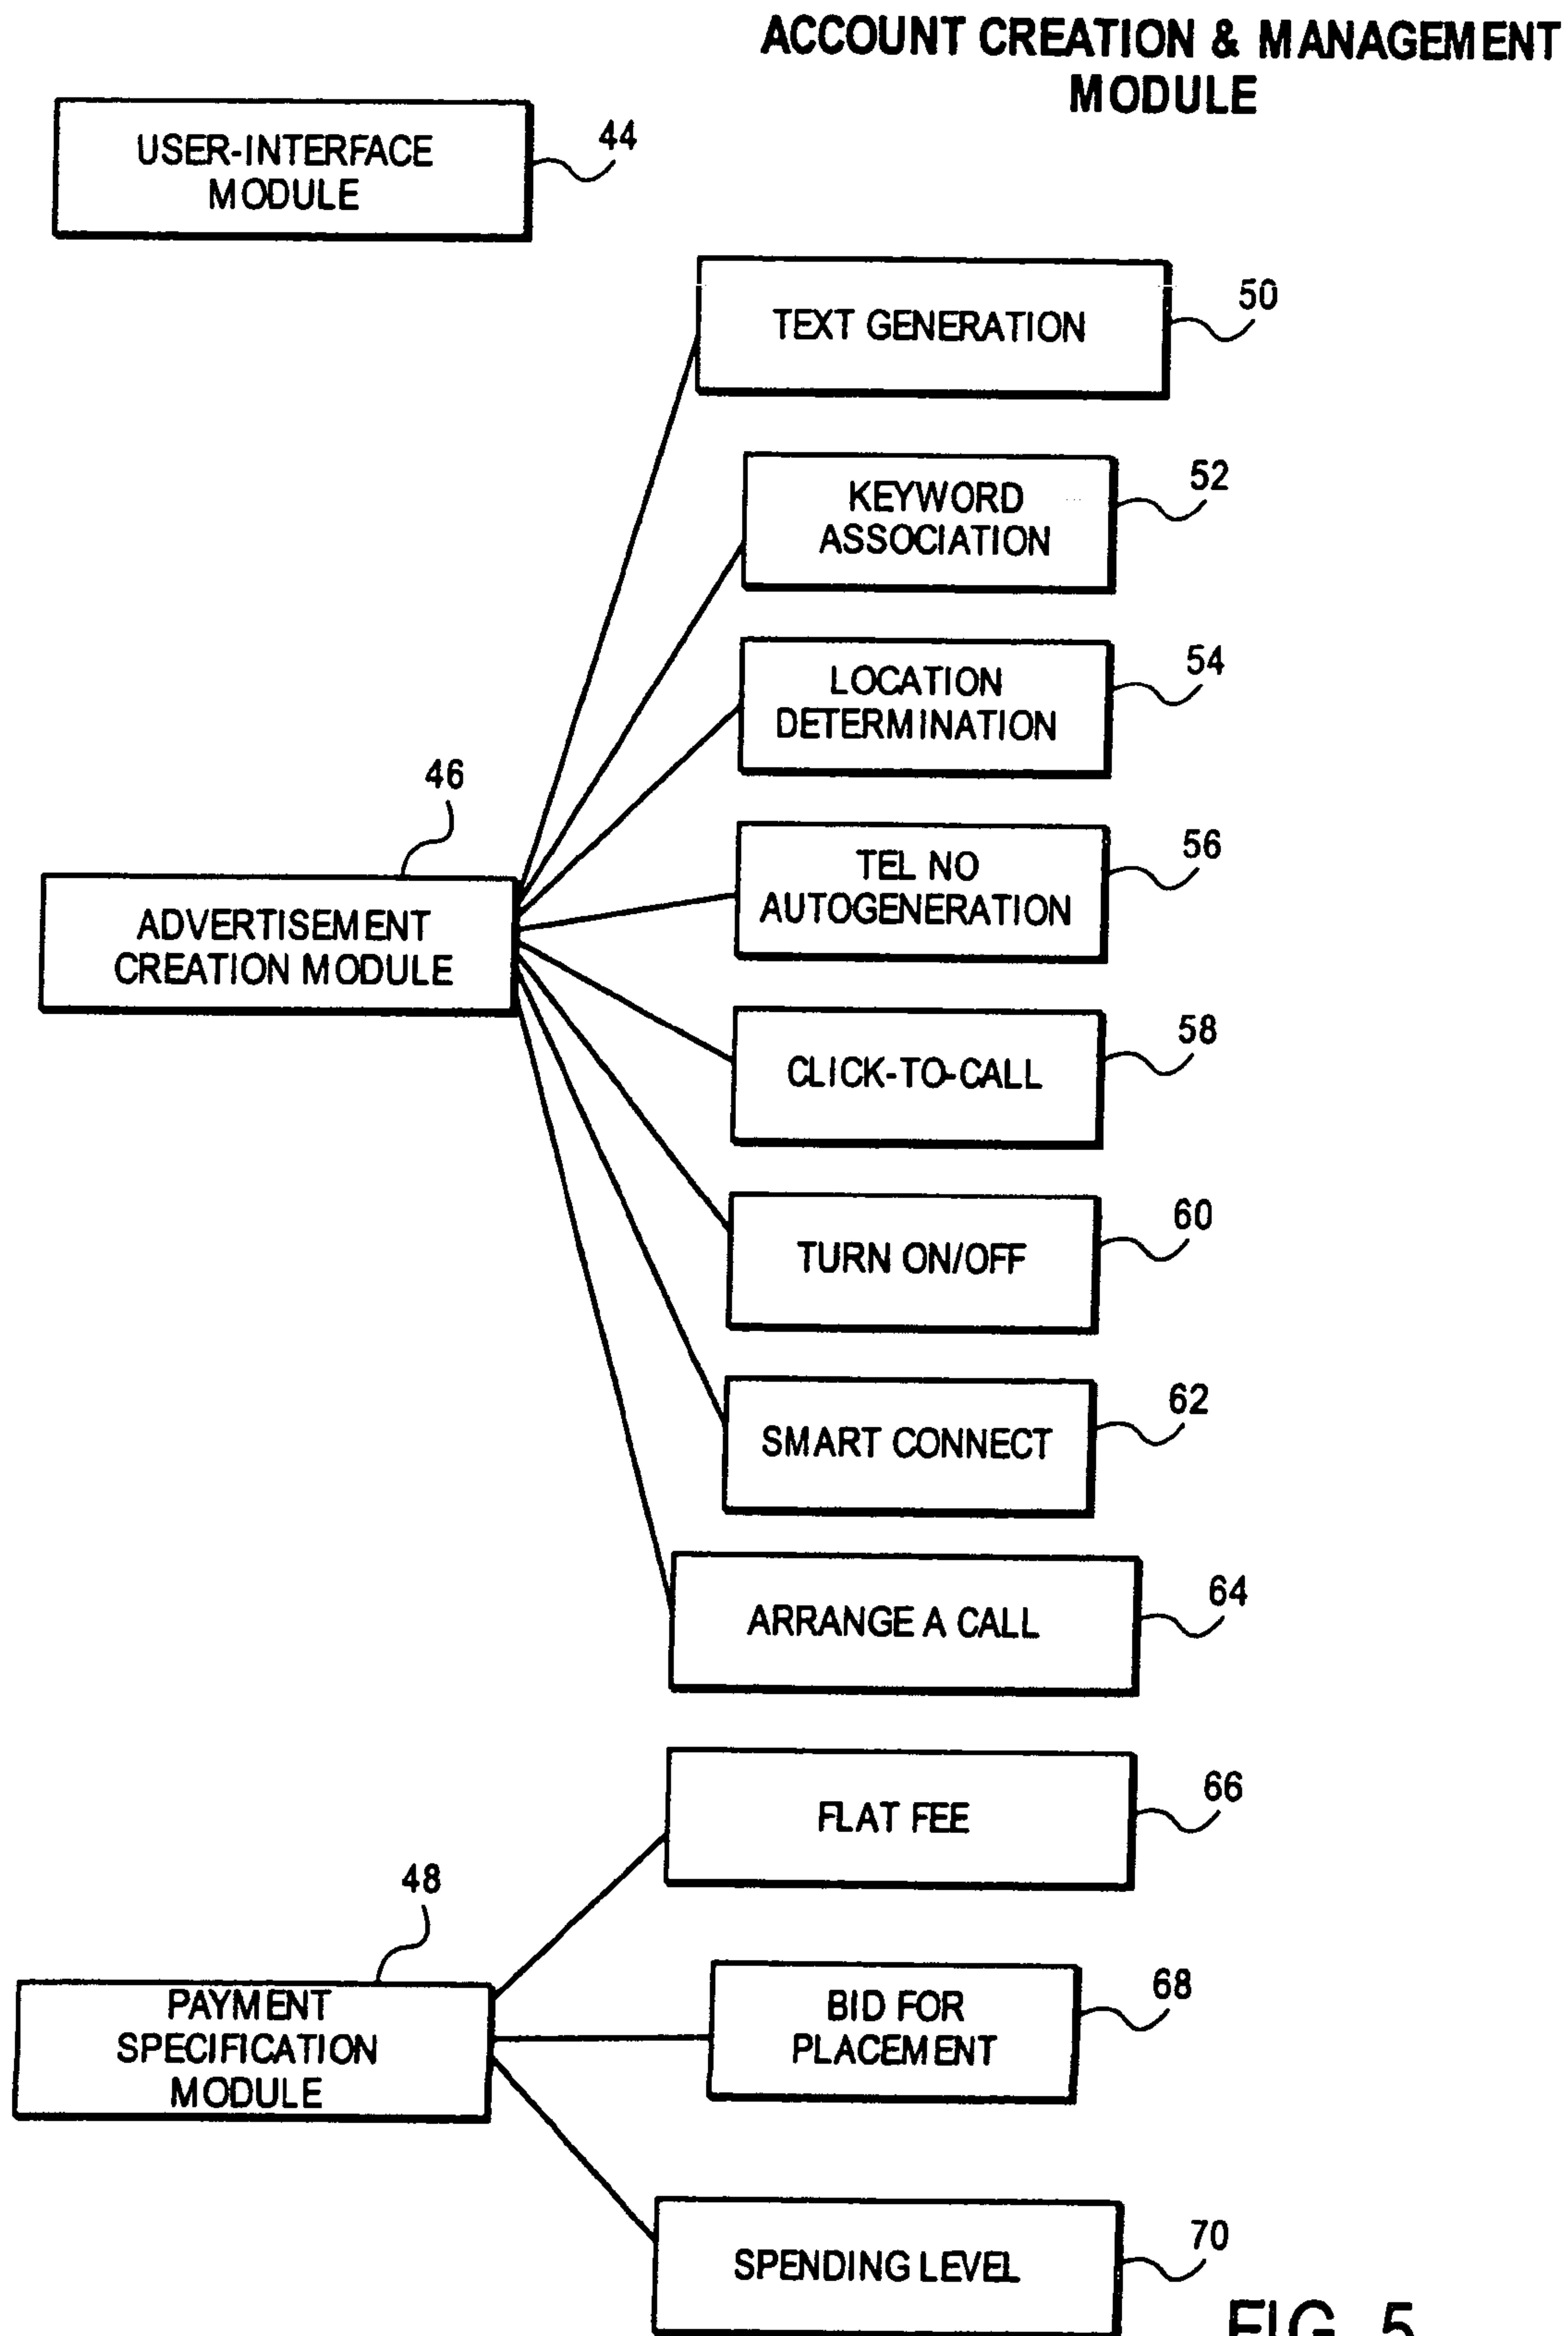 ACCOUNT CREATION & MANAGEMENT
MODULE
USER-INTERFACE
MODULE
44
TEXT GENERATION
50
KEYWORD
ASSOCIATION
52
LOCATION
DETERMINATION
54
46
ADVERTISEMENT
CREATION MODULE
TEL NO
AUTOGENERATION
56
CLICK-TO-CALL
58
TURN ON/OFF
60
SMART CONNECT
62
ARRANGE A CALL
64
FLAT FEE
66
48
PAYMENT
SPECIFICATION
MODULE
BID FOR
PLACEMENT
68
SPENDING LEVEL
70
FIG. 5